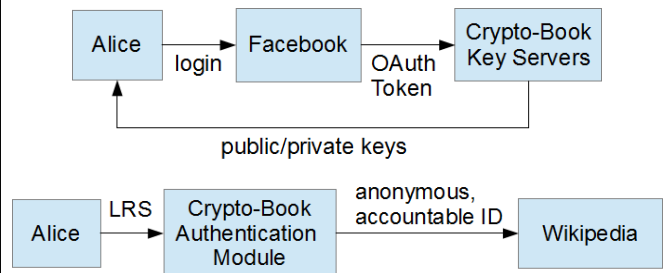 Alice
login
Facebook
OAuth
Token
Crypto-Book
Key Servers
public/private keys
Alice
LRS
Crypto-Book
Authentication
Module
anonymous,
accountable ID
Wikipedia